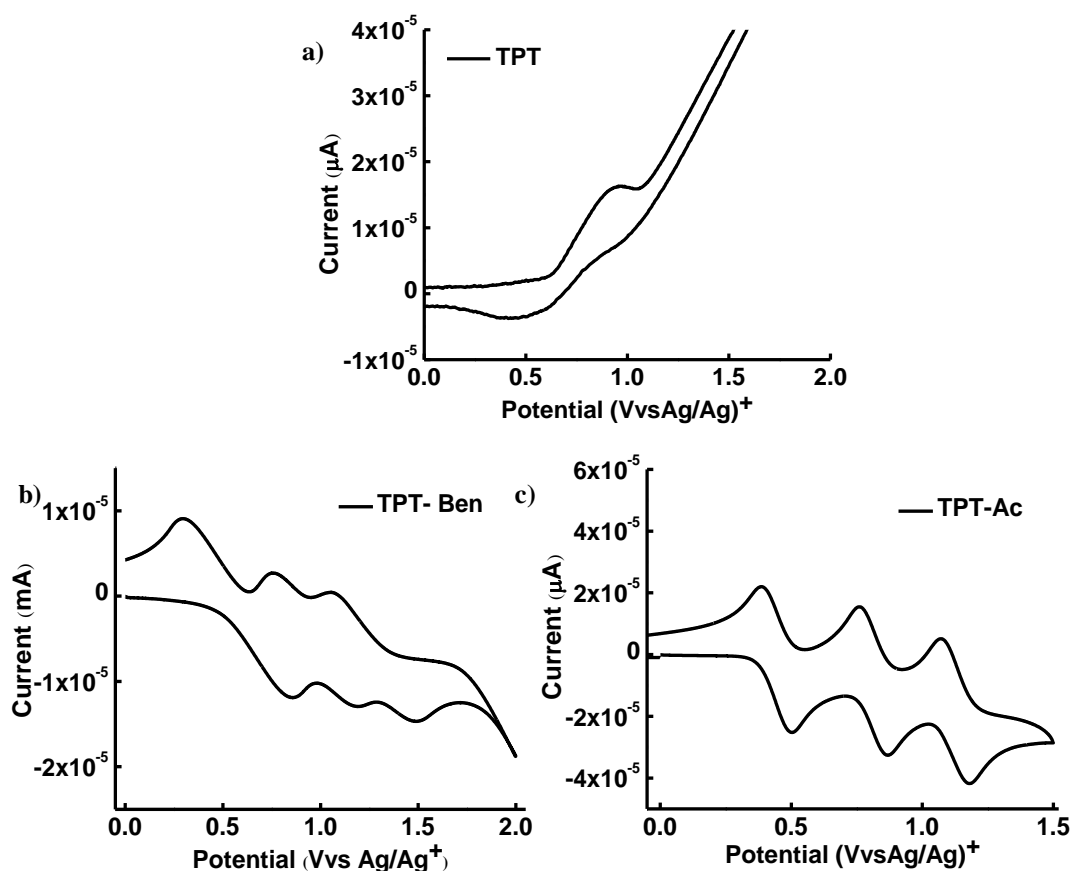 a)
TPT
4x10⁻⁵
3x10⁻⁵
2x10⁻⁵
1x10⁻⁵
0
-1x10⁻⁵
Current (μA)
0.0 0.5 1.0 1.5 2.0
Potential (VvsAg/Ag)⁺
b)
TPT- Ben
1x10⁻⁵
0
-1x10⁻⁵
-2x10⁻⁵
Current (mA)
0.0 0.5 1.0 1.5 2.0
Potential (Vvs Ag/Ag⁺)
c)
TPT-Ac
6x10⁻⁵
4x10⁻⁵
2x10⁻⁵
0
-2x10⁻⁵
-4x10⁻⁵
Current (μA)
0.0 0.5 1.0 1.5
Potential (VvsAg/Ag)⁺